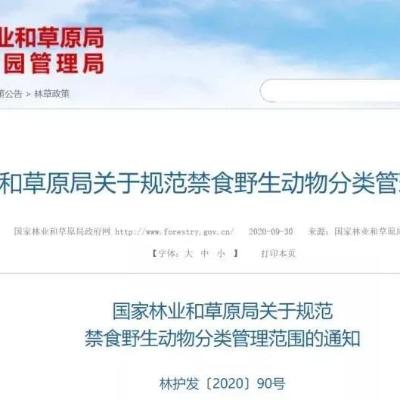 业和草原局
园管理局
策公告 > 林草政策
和草原局关于规范禁食野生动物分类管理
国家林业和草原局政府网 http://www.forestry.gov.cn/ 2020-09-30 来源：国家林业和草原局
【字体：大 中 小 】 打印本页
国家林业和草原局关于规范
禁食野生动物分类管理范围的通知
林护发〔2020〕90号